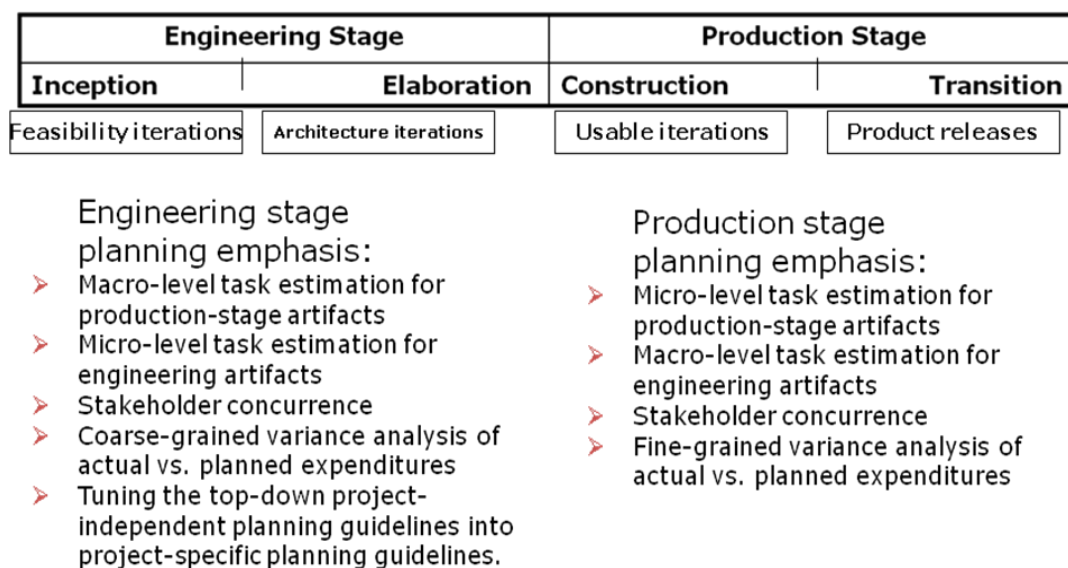 Engineering Stage Production Stage
Inception Elaboration Construction Transition
Feasibility iterations Architecture iterations Usable iterations Product releases
Engineering stage
planning emphasis:
Macro-level task estimation for
production-stage artifacts
Micro-level task estimation for
engineering artifacts
Stakeholder concurrence
Coarse-grained variance analysis of
actual vs. planned expenditures
Tuning the top-down project-
independent planning guidelines into
project-specific planning guidelines.
Production stage
planning emphasis:
Micro-level task estimation for
production-stage artifacts
Macro-level task estimation for
engineering artifacts
Stakeholder concurrence
Fine-grained variance analysis of
actual vs. planned expenditures